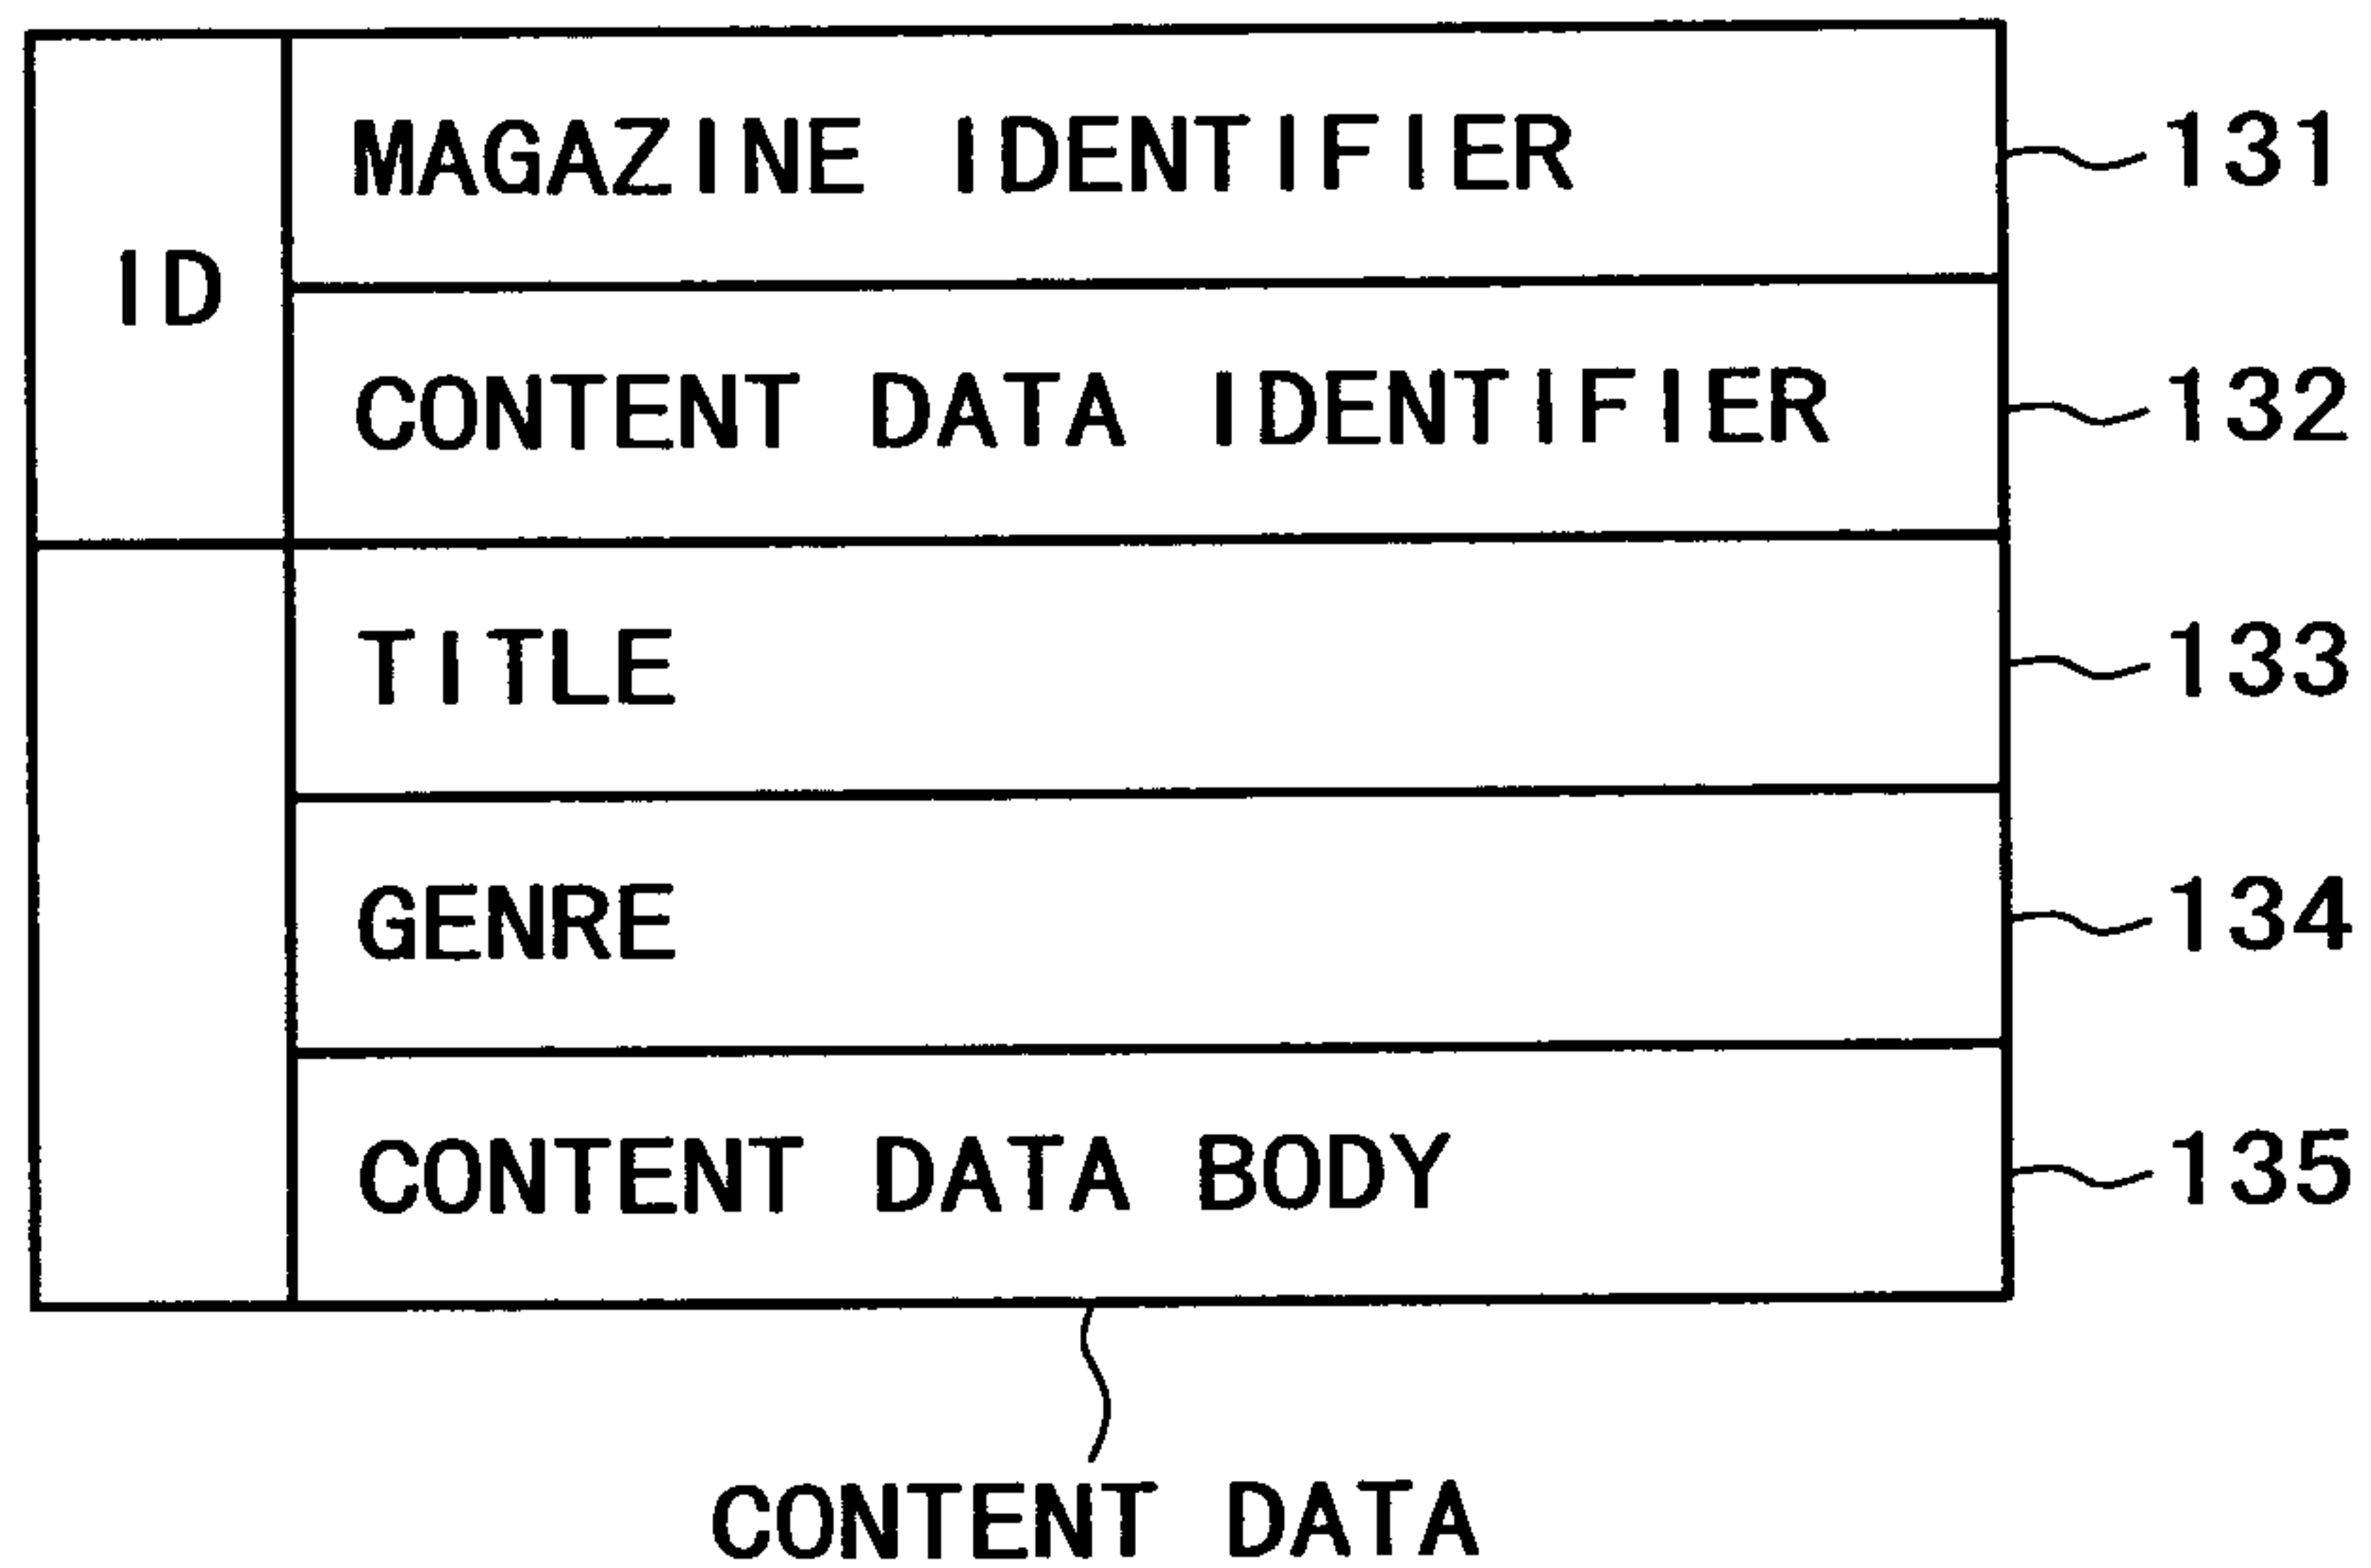 MAGAZINE IDENTIFIER 131
ID
CONTENT DATA IDENTIFIER 132
TITLE 133
GENRE 134
CONTENT DATA BODY 135
CONTENT DATA